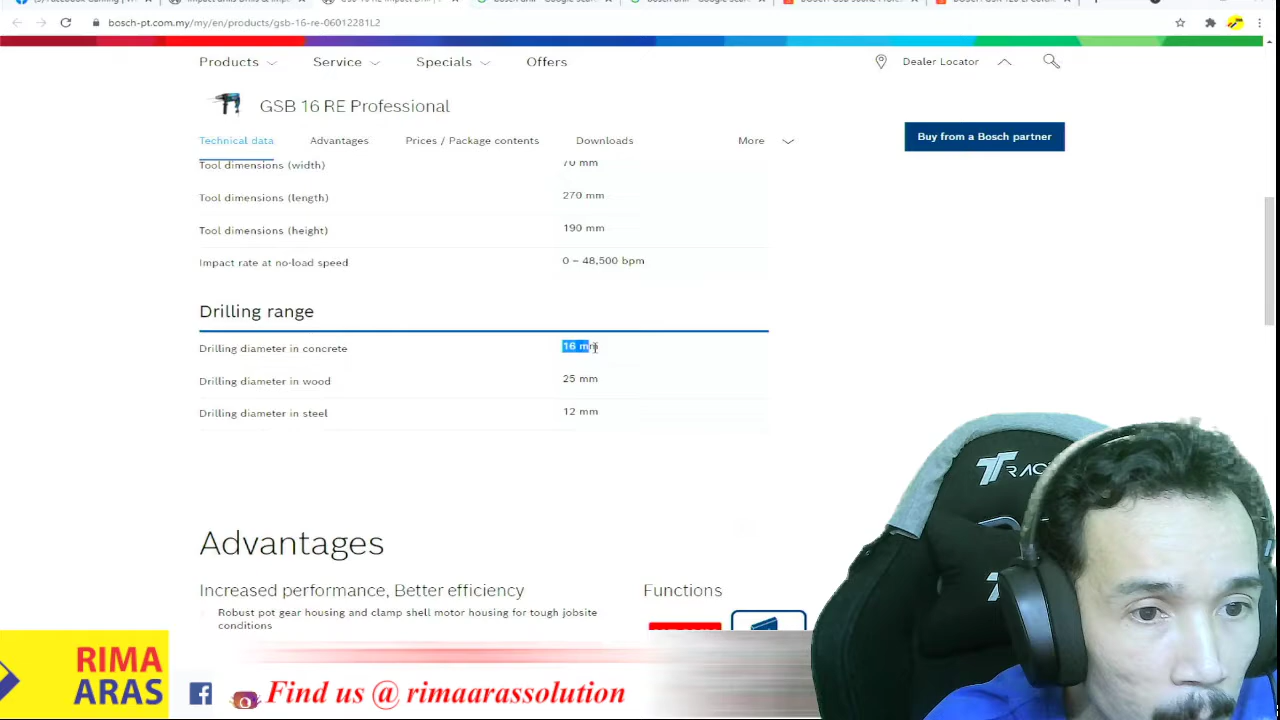 bosch-pt.com.my/my/en/products/gsb-16-re-06012281L2
Products Service Specials Offers Dealer Locator
GSB 16 RE Professional
Technical data Advantages Prices / Package contents Downloads More
Buy from a Bosch partner
Tool dimensions (width) 70 mm
Tool dimensions (length) 270 mm
Tool dimensions (height) 190 mm
Impact rate at no-load speed 0 – 48,500 bpm
Drilling range
Drilling diameter in concrete 16 mm
Drilling diameter in wood 25 mm
Drilling diameter in steel 12 mm
Advantages
Increased performance, Better efficiency
Functions
Robust pot gear housing and clamp shell motor housing for tough jobsite
conditions
RIMA
ARAS
Find us @ rimaarassolution